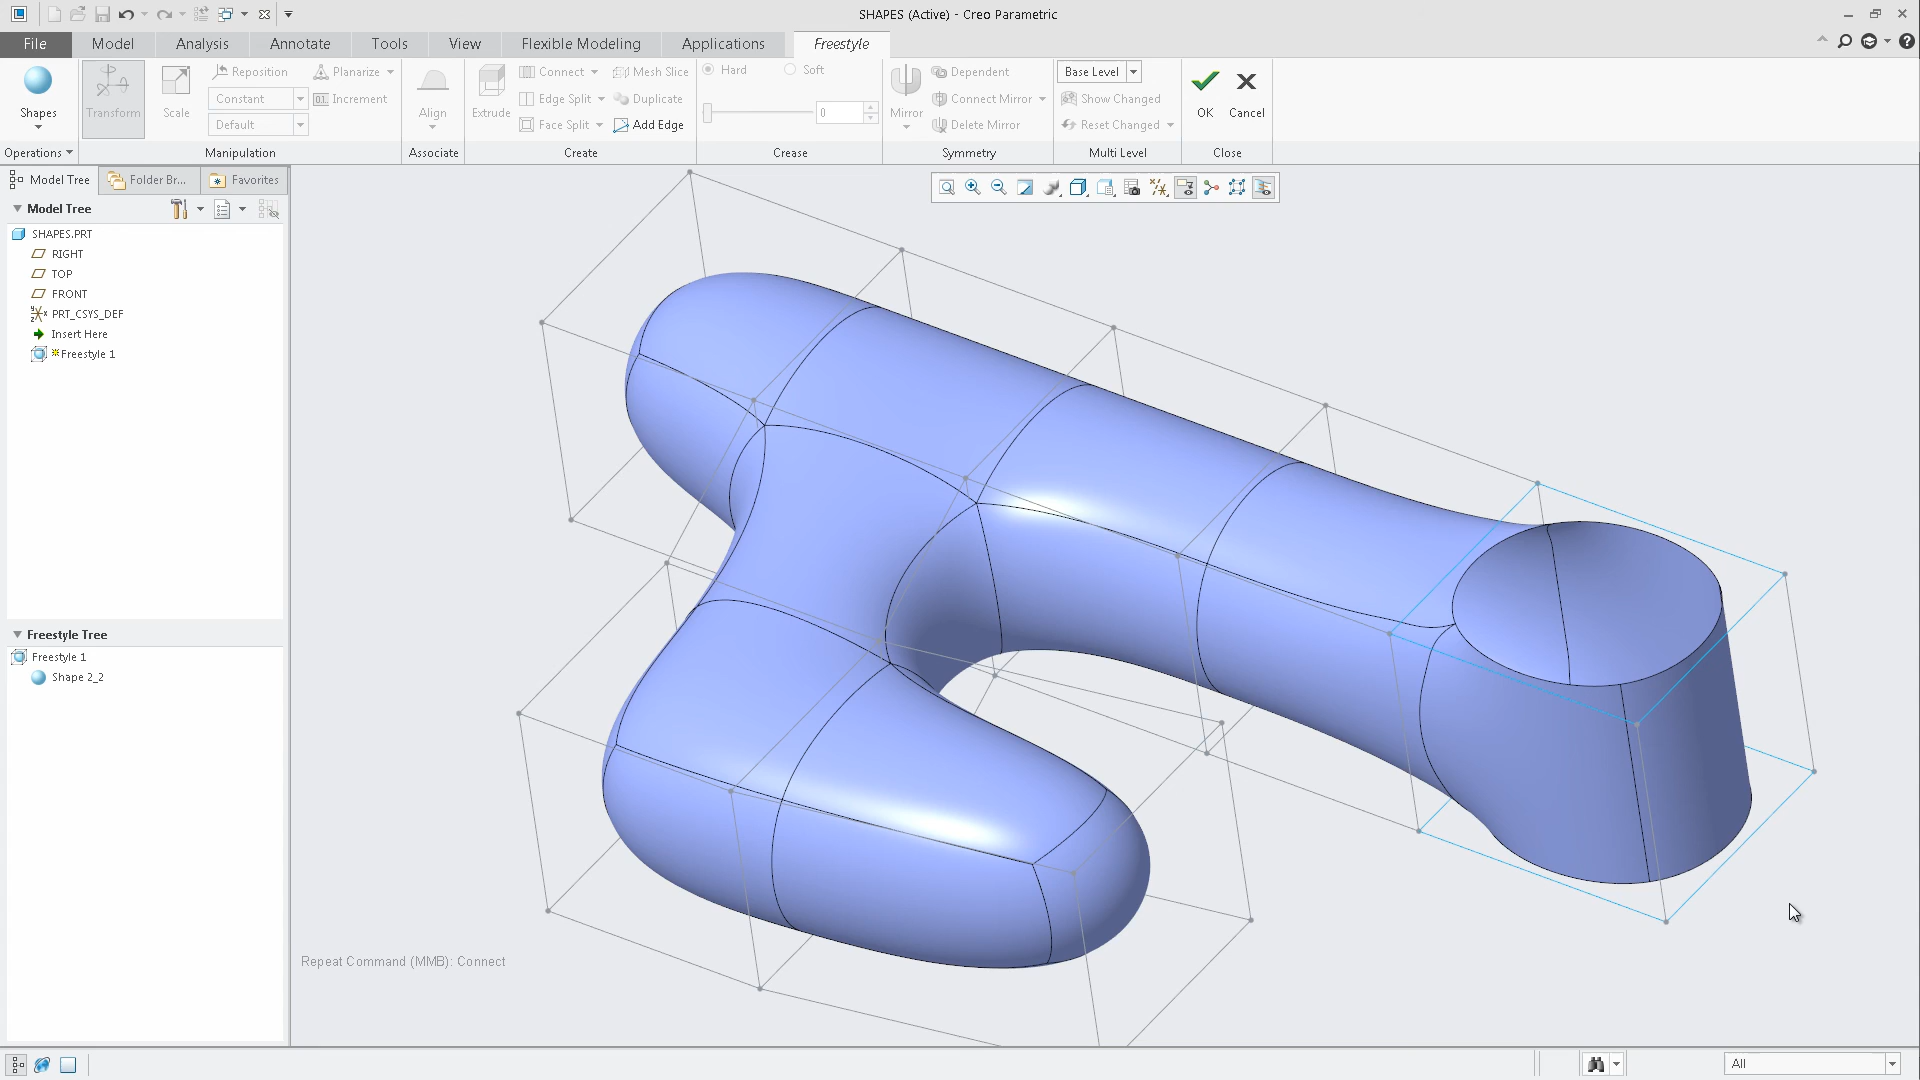 SHAPES (Active) - Creo Parametric
File Model Analysis Annotate Tools View Flexible Modeling Applications Freestyle
Shapes
Operations
Transform Scale
Reposition Planarize
Constant 0.1. Increment
Default
Manipulation
Align
Associate
Extrude
Connect Mesh Slice
Edge Split Duplicate
Face Split Add Edge
Create
Hard Soft
0
Crease
Mirror
Dependent
Connect Mirror
Delete Mirror
Symmetry
Base Level
Show Changed
Reset Changed
Multi Level
OK Cancel
Close
Model Tree Folder Br... Favorites
Model Tree
SHAPES.PRT
RIGHT
TOP
FRONT
PRT_CSYS_DEF
Insert Here
Freestyle 1
Freestyle Tree
Freestyle 1
Shape 2_2
Repeat Command (MMB): Connect
All